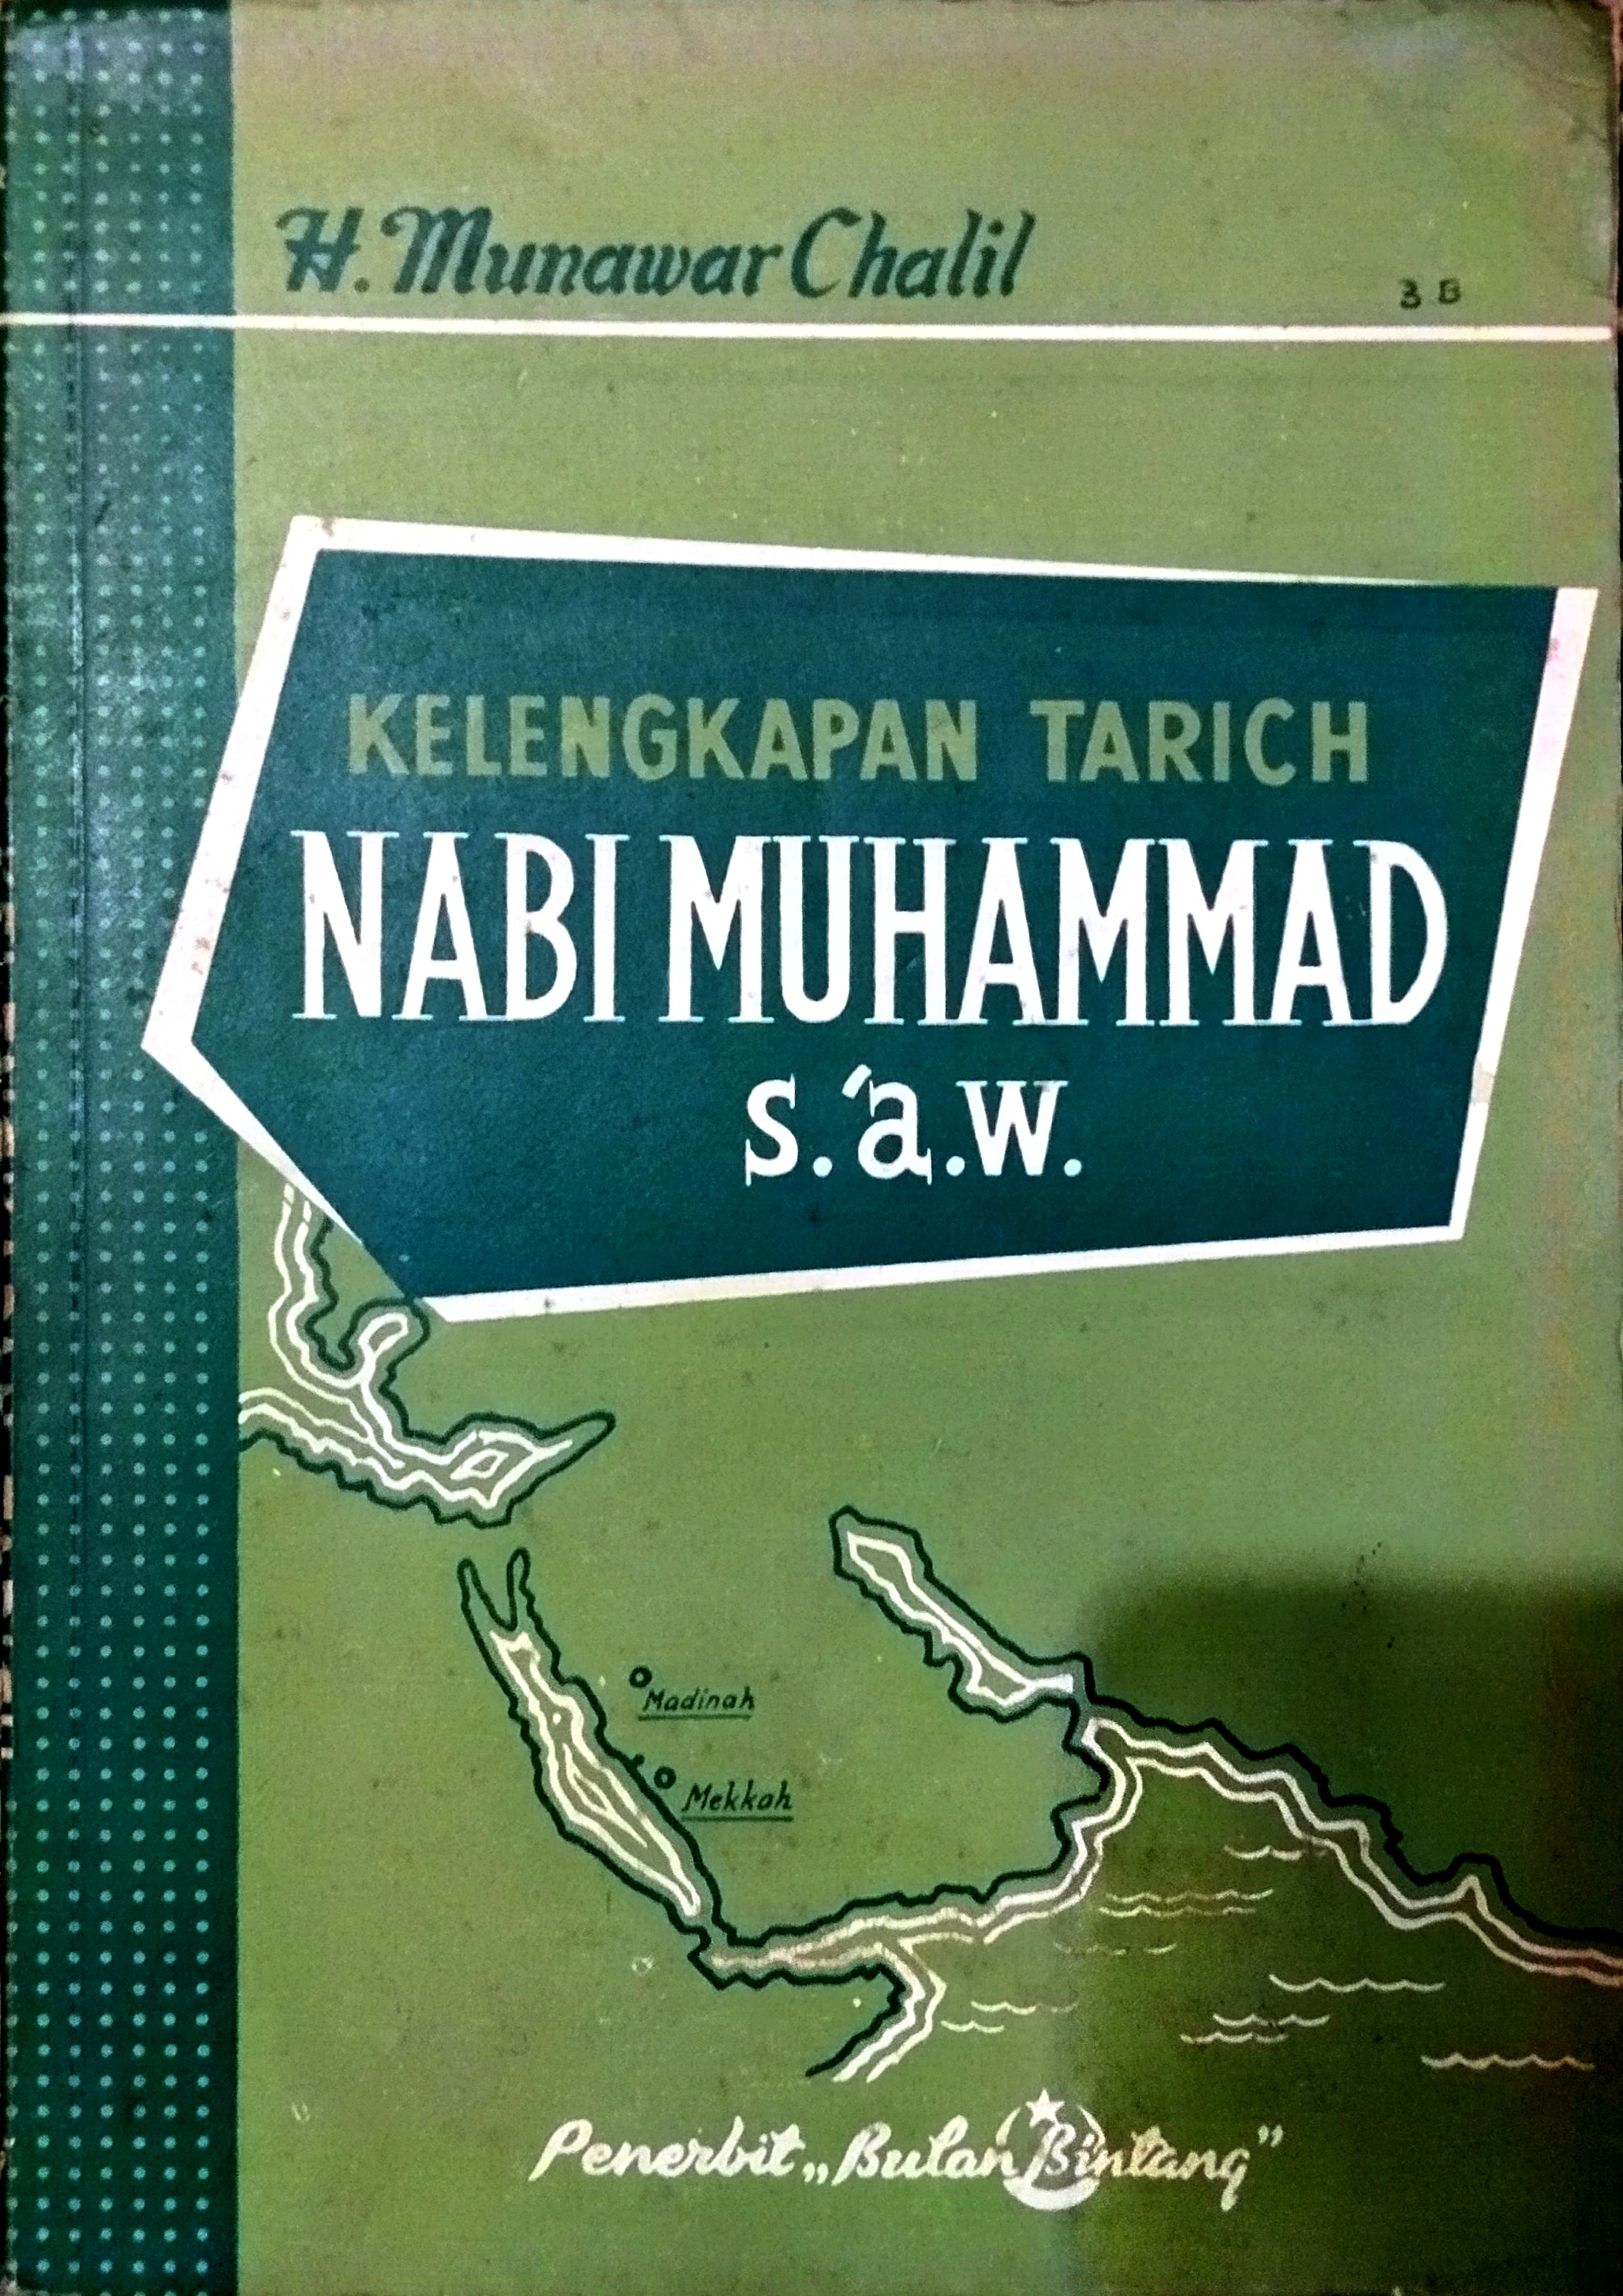 H. Munawar Chalil
3 B
KELENGKAPAN TARICH
NABI MUHAMMAD
s.'a.w.
Madinah
Mekkah
Penerbit „Bulan Bintang”